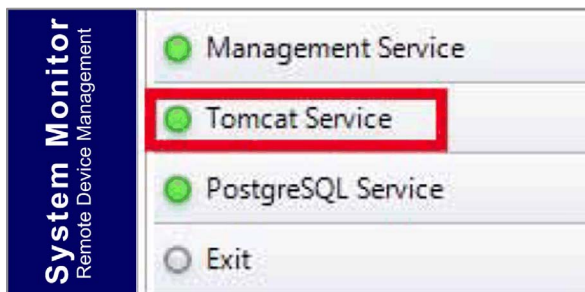 System Monitor
Remote Device Management
Management Service
Tomcat Service
PostgreSQL Service
Exit